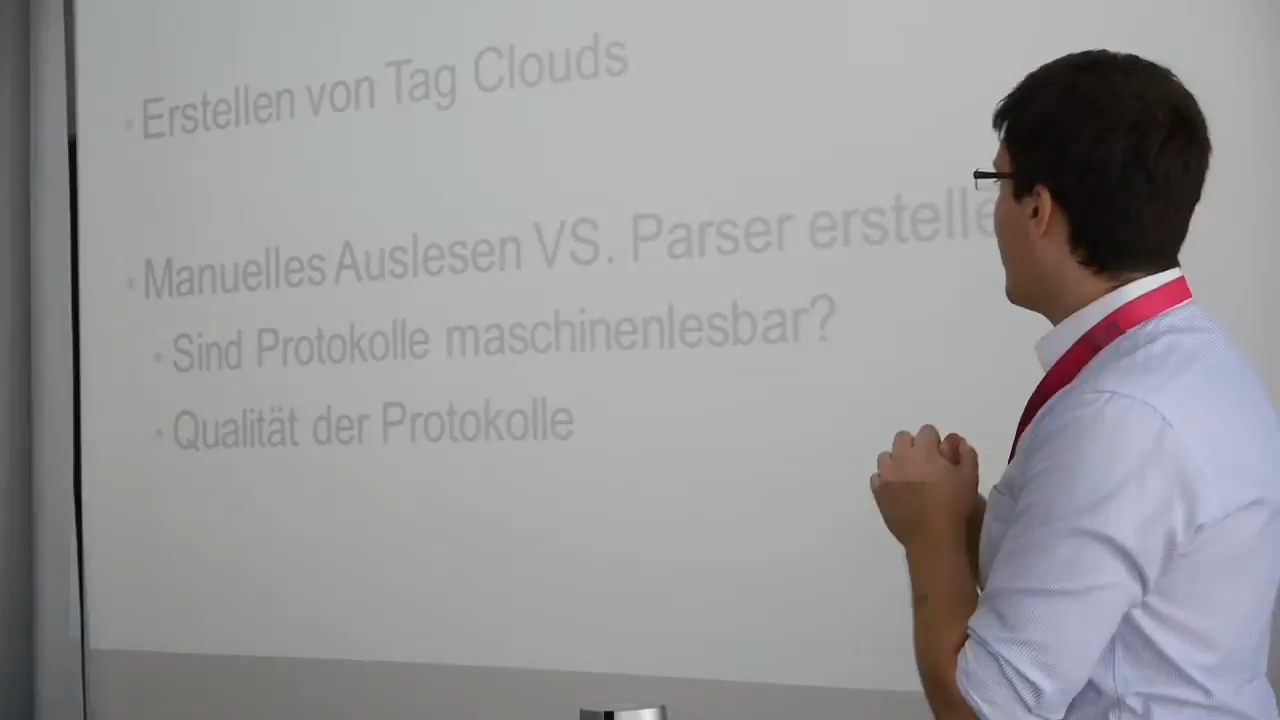 • Erstellen von Tag Clouds
• Manuelles Auslesen VS. Parser erstelle
• Sind Protokolle maschinenlesbar?
• Qualität der Protokolle